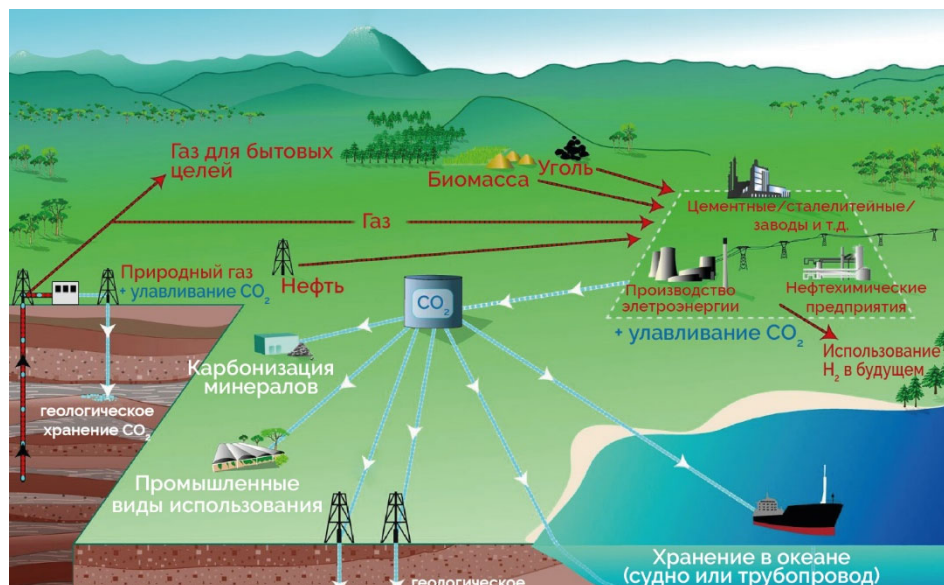 Газ для бытовых
целей
Биомасса
Уголь
Газ
Цементные/сталелитейные/
заводы и т.д.
Природный газ
+ улавливание CO₂
Нефть
CO₂
Производство
элетроэнергии
Нефтехимические
предприятия
+ улавливание CO₂
Использование
H₂ в будущем
Карбонизация
минералов
геологическое
хранение CO₂
Промышленные
виды использования
Хранение в океане
(судно или трубопровод)
геологическое